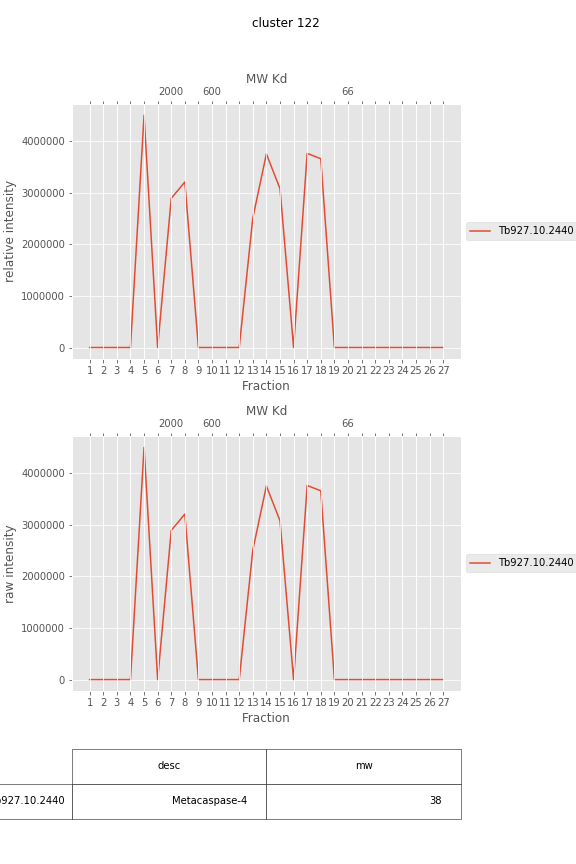 cluster 122
MW Kd
2000 600 66
relative intensity
4000000
3000000
2000000
1000000
0
1 2 3 4 5 6 7 8 9 10 11 12 13 14 15 16 17 18 19 20 21 22 23 24 25 26 27
Fraction
Tb927.10.2440
MW Kd
2000 600 66
raw intensity
4000000
3000000
2000000
1000000
0
1 2 3 4 5 6 7 8 9 10 11 12 13 14 15 16 17 18 19 20 21 22 23 24 25 26 27
Fraction
Tb927.10.2440
desc mw
927.10.2440 Metacaspase-4 38